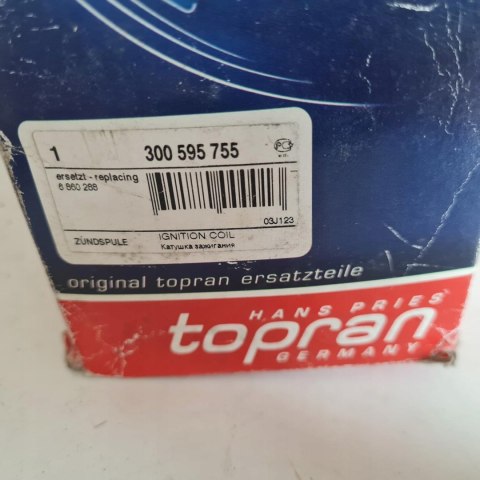 1 300 595 755
ersetzt - replacing
6 860 288
03J123
ZÜNDSPULE IGNITION COIL
Катушка зажигания
original topran ersatzteile
HANS PRIES
topran
GERMANY